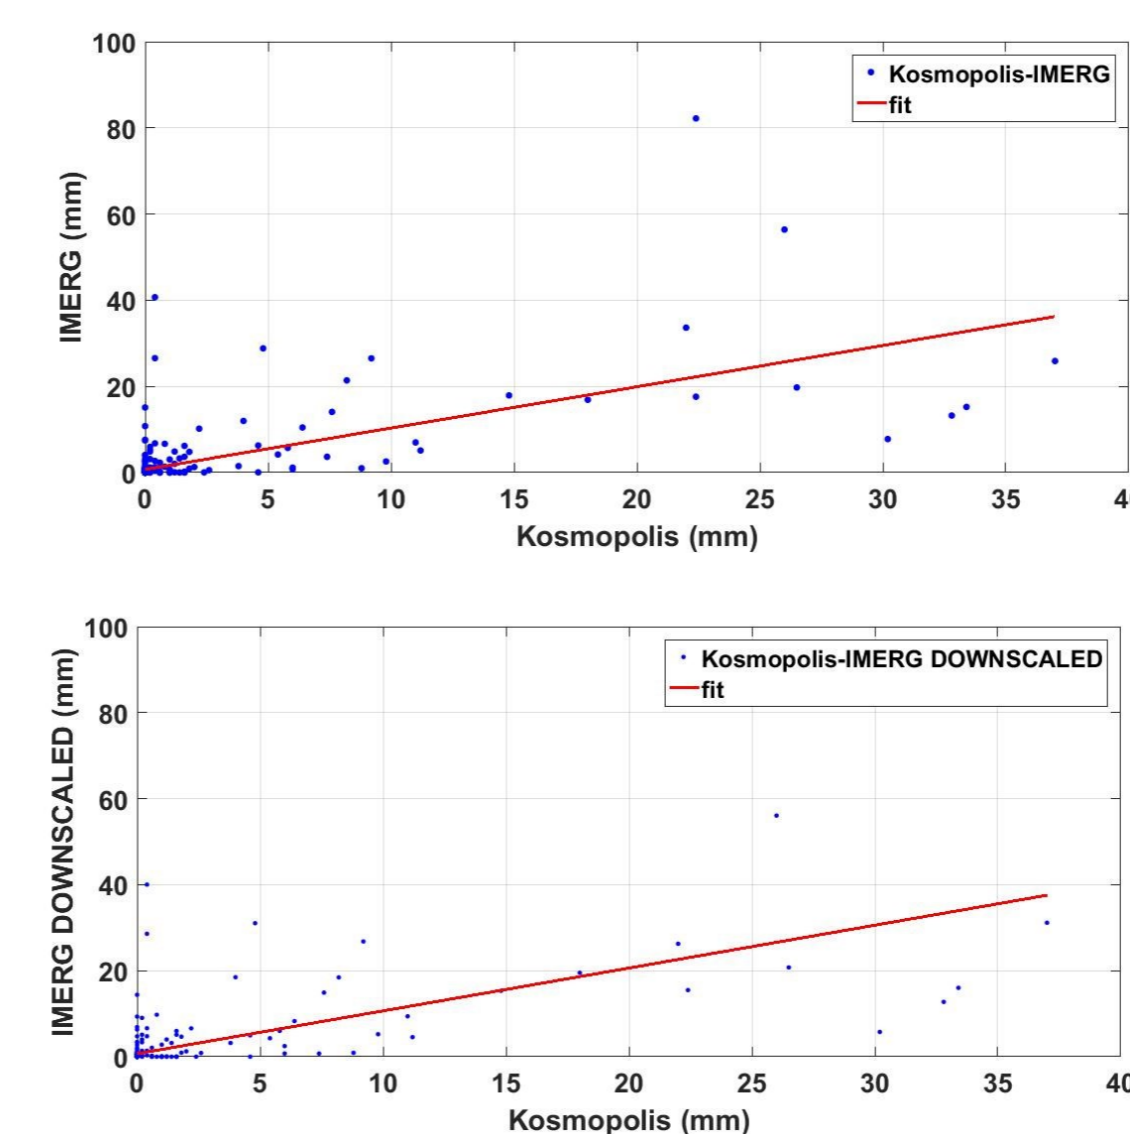 100
80
60
40
20
0
IMERG (mm)
Kosmopolis-IMERG
fit
0 5 10 15 20 25 30 35 4
Kosmopolis (mm)
100
80
60
40
20
0
IMERG DOWNSCALED (mm)
Kosmopolis-IMERG DOWNSCALED
fit
0 5 10 15 20 25 30 35 40
Kosmopolis (mm)